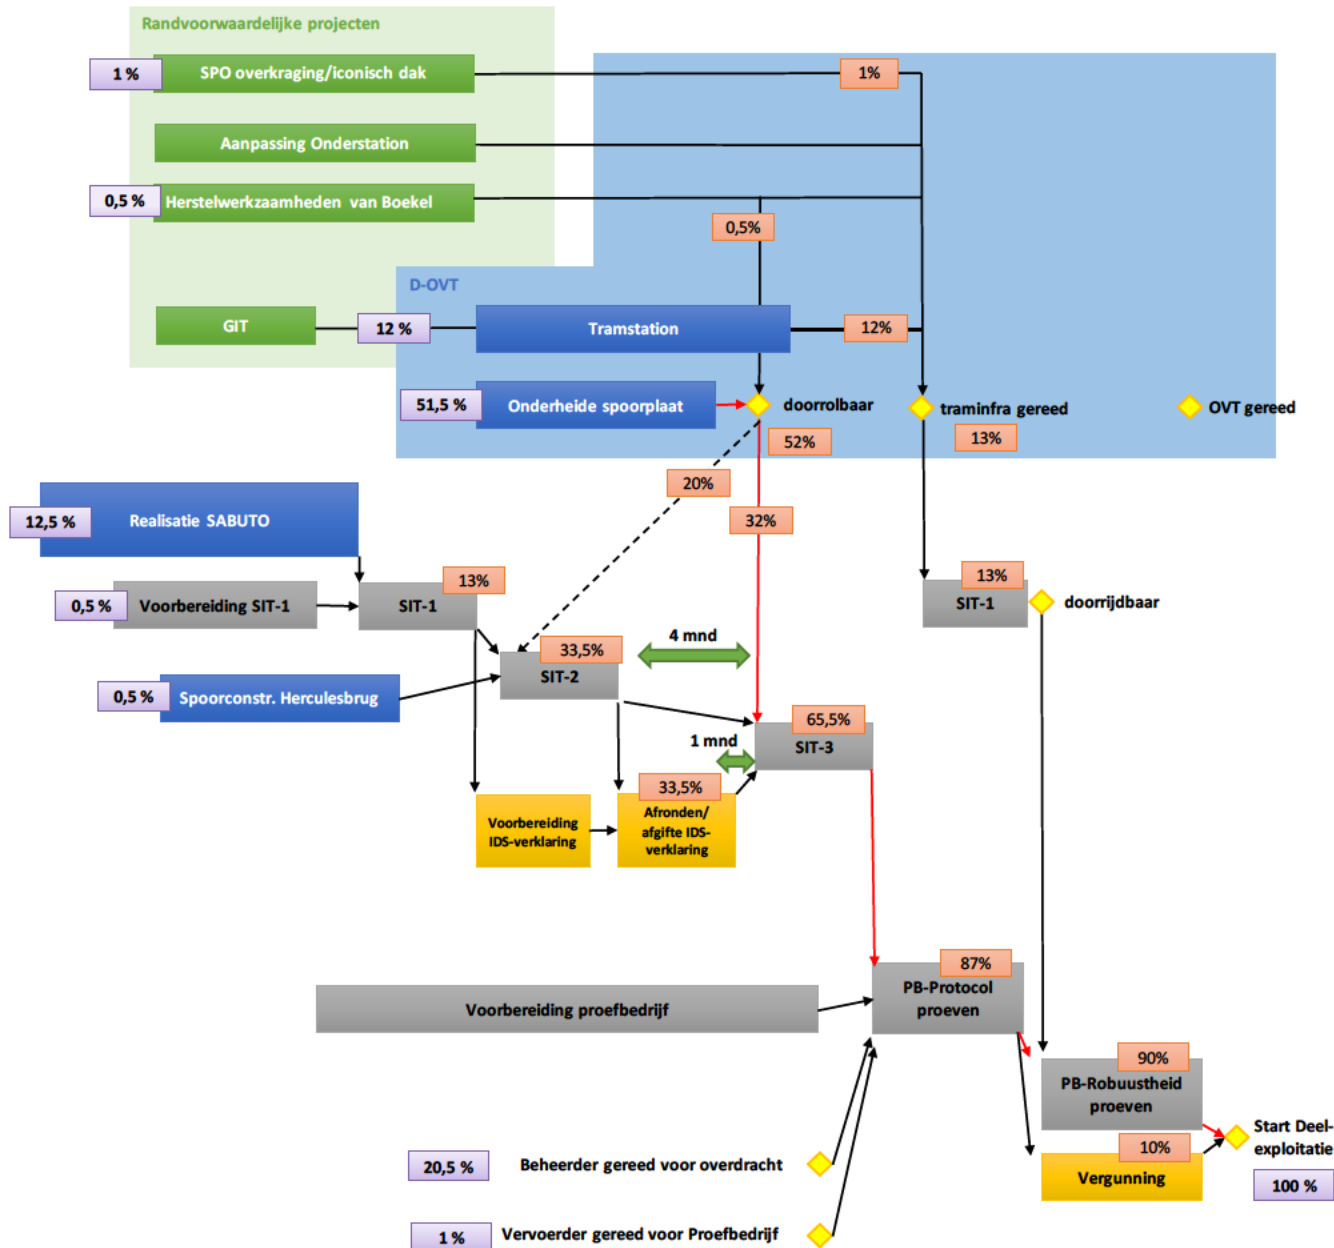 Randvoorwaardelijke projecten
1 %
SPO overkraging/iconisch dak
1%
Aanpassing Onderstation
0,5 %
Herstelwerkzaamheden van Boekel
0,5%
D-OVT
GIT
12 %
Tramstation
12%
51,5 %
Onderheide spoorplaat
doorrolbaar
traminfra gereed
OVT gereed
52%
13%
20%
12,5 %
Realisatie SABUTO
32%
13%
13%
0,5 %
Voorbereiding SIT-1
SIT-1
SIT-1
doorrijdbaar
4 mnd
33,5%
SIT-2
0,5 %
Spoorconstr. Herculesbrug
65,5%
1 mnd
SIT-3
33,5%
Voorbereiding
IDS-verklaring
Afronden/
afgifte IDS-
verklaring
87%
PB-Protocol
proeven
Voorbereiding proefbedrijf
90%
PB-Robuustheid
proeven
Start Deel-
exploitatie
10%
20,5 %
Beheerder gereed voor overdracht
Vergunning
100 %
1 %
Vervoerder gereed voor Proefbedrijf